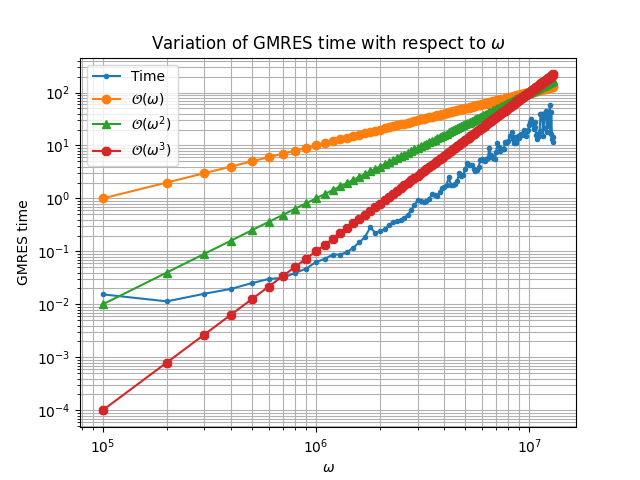 Variation of GMRES time with respect to ω
Time
𝒪(ω)
𝒪(ω²)
𝒪(ω³)
GMRES time
10²
10¹
10⁰
10⁻¹
10⁻²
10⁻³
10⁻⁴
10⁵ 10⁶ 10⁷
ω